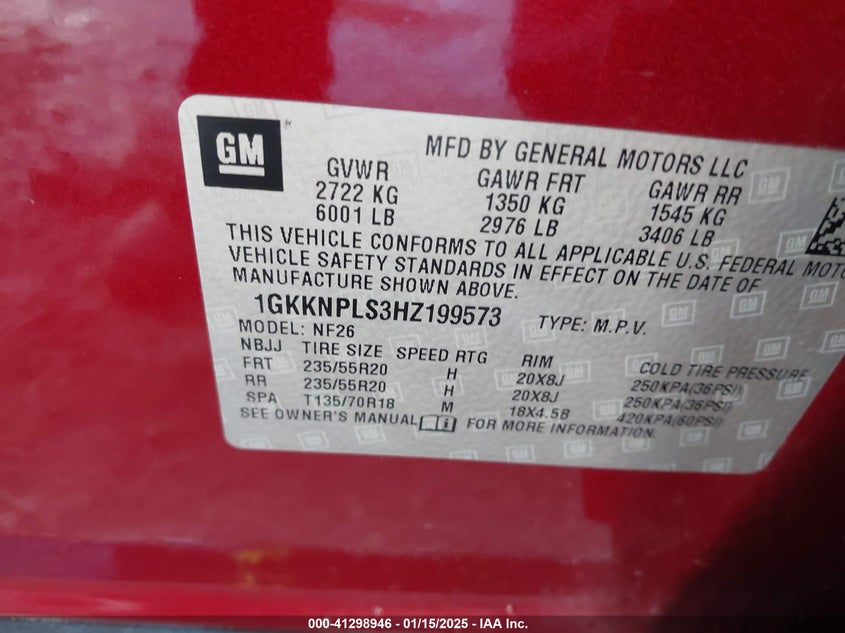 GM
MFD BY GENERAL MOTORS LLC
GVWR GAWR FRT GAWR RR
2722 KG 1350 KG 1545 KG
6001 LB 2976 LB 3406 LB
THIS VEHICLE CONFORMS TO ALL APPLICABLE U.S. FEDERAL MOTO
VEHICLE SAFETY STANDARDS IN EFFECT ON THE DATE OF
MANUFACTURE SHOWN ABOVE.
1GKKNPLS3HZ199573 TYPE: M.P.V.
MODEL: NF26
NBJJ TIRE SIZE SPEED RTG RIM COLD TIRE PRESSURE
FRT 235/55R20 H 20X8J 250KPA(36PSI)
RR 235/55R20 H 20X8J 250KPA(36PSI)
SPA T135/70R18 M 18X4.5B 420KPA(60PSI)
SEE OWNER'S MANUAL FOR MORE INFORMATION.
000-41298946 - 01/15/2025 - IAA Inc.